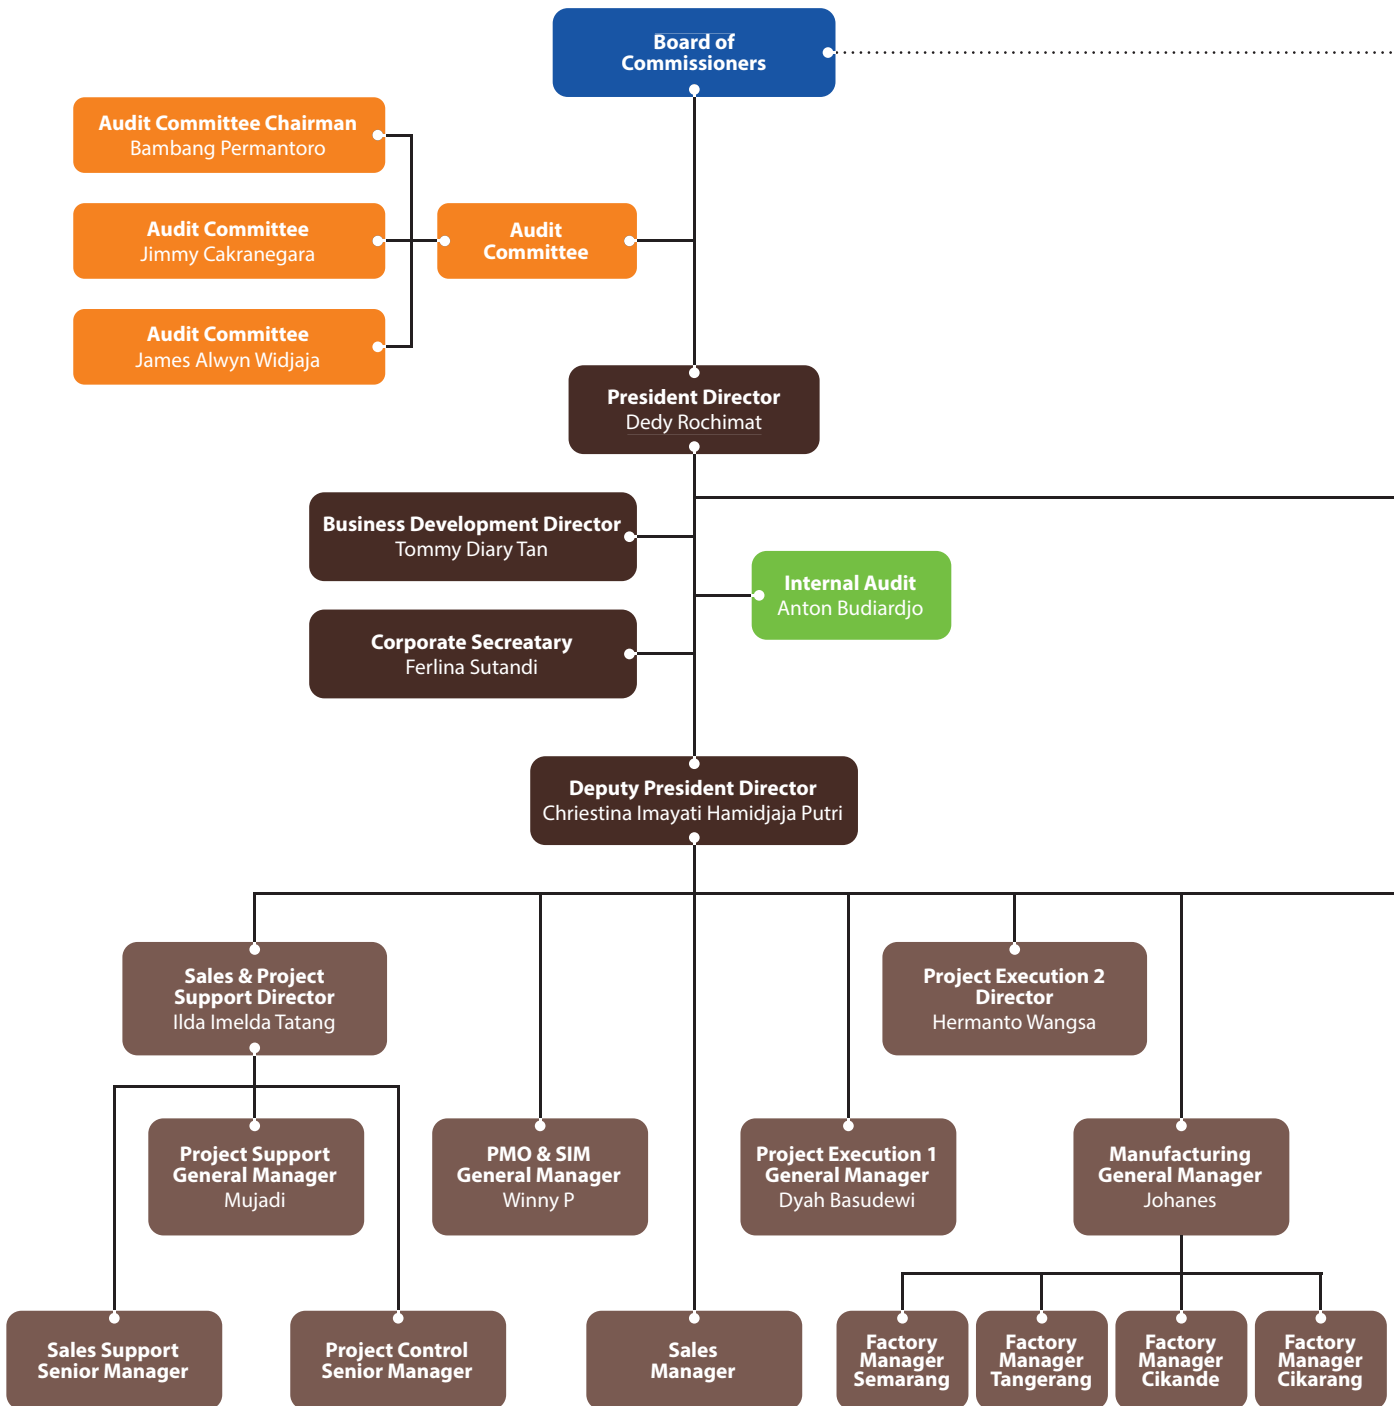 Board of
Commissioners
Audit Committee Chairman
Bambang Permantoro
Audit Committee
Jimmy Cakranegara
Audit
Committee
Audit Committee
James Alwyn Widjaja
President Director
Dedy Rochimat
Business Development Director
Tommy Diary Tan
Internal Audit
Anton Budiardjo
Corporate Secreatary
Ferlina Sutandi
Deputy President Director
Chriestina Imayati Hamidjaja Putri
Sales & Project
Support Director
Ilda Imelda Tatang
Project Execution 2
Director
Hermanto Wangsa
Project Support
General Manager
Mujadi
PMO & SIM
General Manager
Winny P
Project Execution 1
General Manager
Dyah Basudewi
Manufacturing
General Manager
Johanes
Sales Support
Senior Manager
Project Control
Senior Manager
Sales
Manager
Factory
Manager
Semarang
Factory
Manager
Tangerang
Factory
Manager
Cikande
Factory
Manager
Cikarang